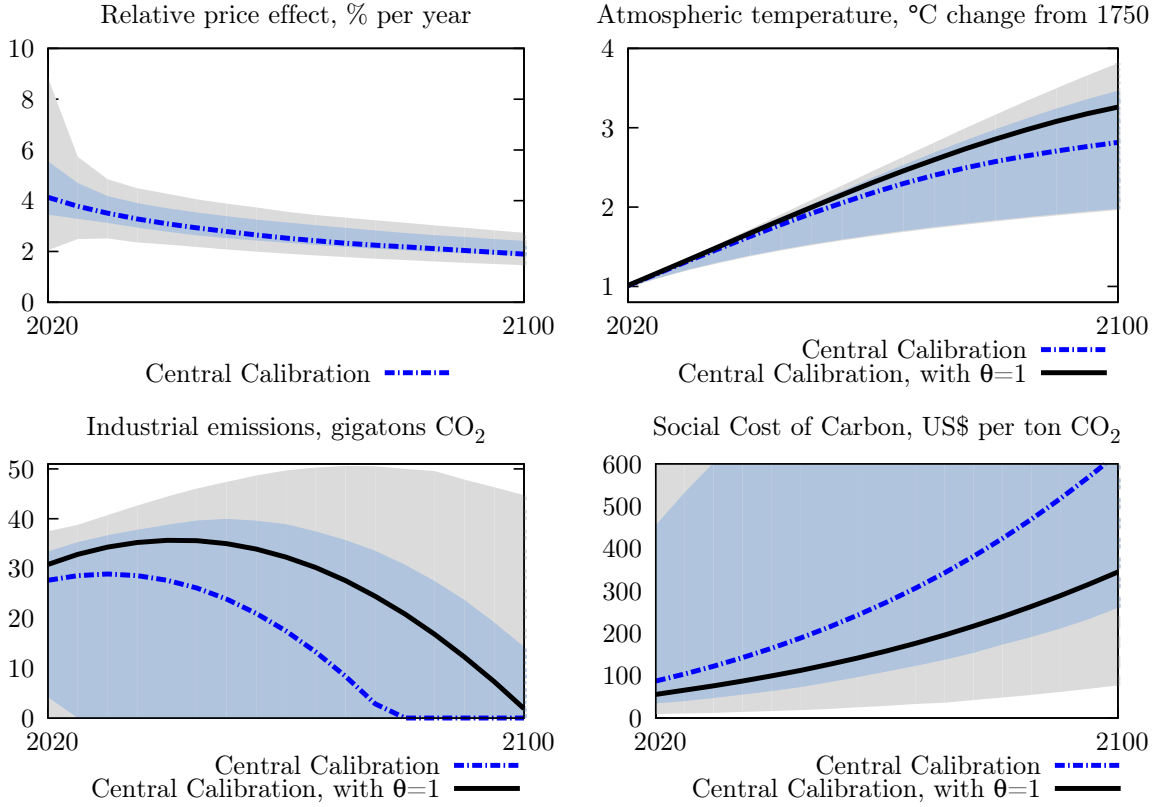 Relative price effect, % per year
10
8
6
4
2
0
2020
2100
Central Calibration
Atmospheric temperature, °C change from 1750
4
3
2
1
2020
2100
Central Calibration
Central Calibration, with θ=1
Industrial emissions, gigatons CO₂
50
40
30
20
10
0
2020
2100
Central Calibration
Central Calibration, with θ=1
Social Cost of Carbon, US$ per ton CO₂
600
500
400
300
200
100
0
2020
2100
Central Calibration
Central Calibration, with θ=1